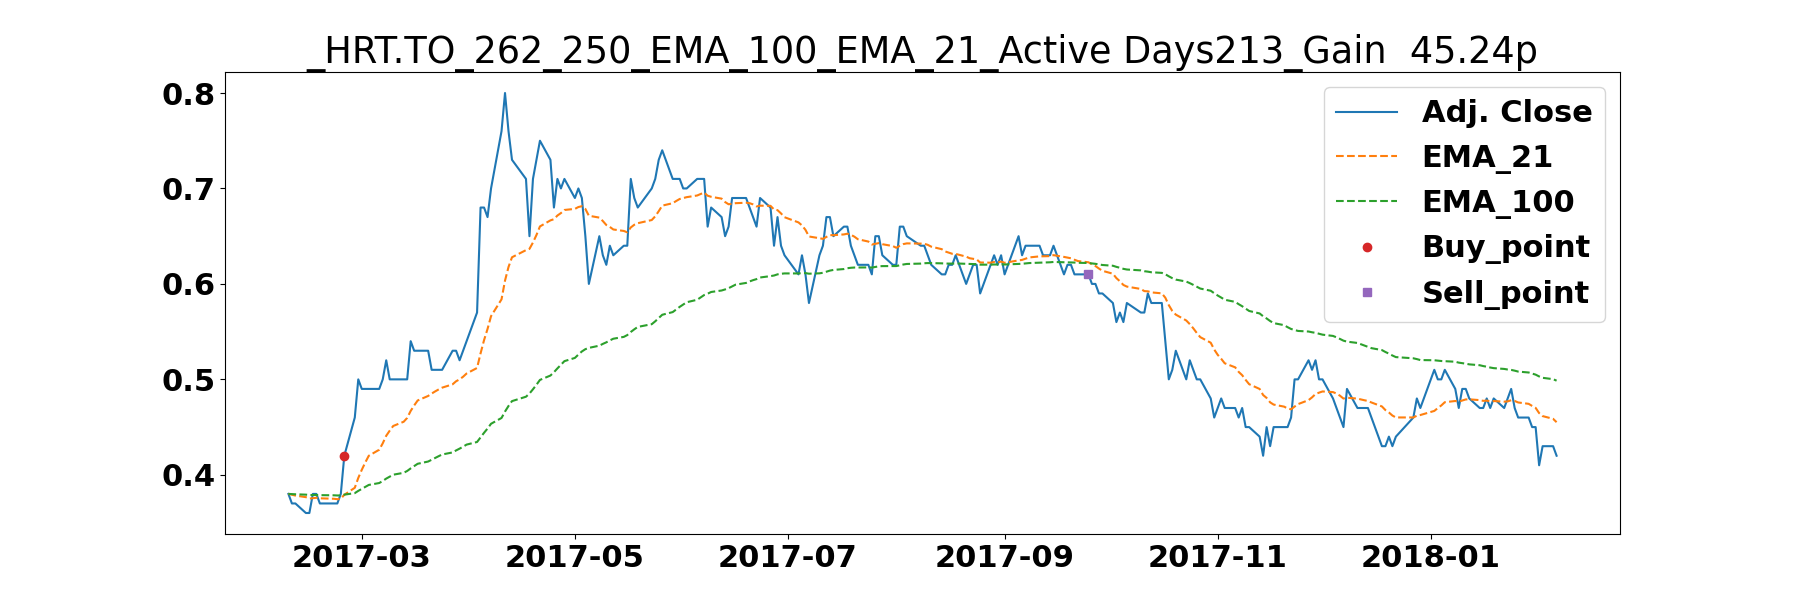 _HRT.TO_262_250_EMA_100_EMA_21_Active Days213_Gain  45.24p
0.8
0.7
0.6
0.5
0.4
Adj. Close
EMA_21
EMA_100
Buy_point
Sell_point
2017-03 2017-05 2017-07 2017-09 2017-11 2018-01